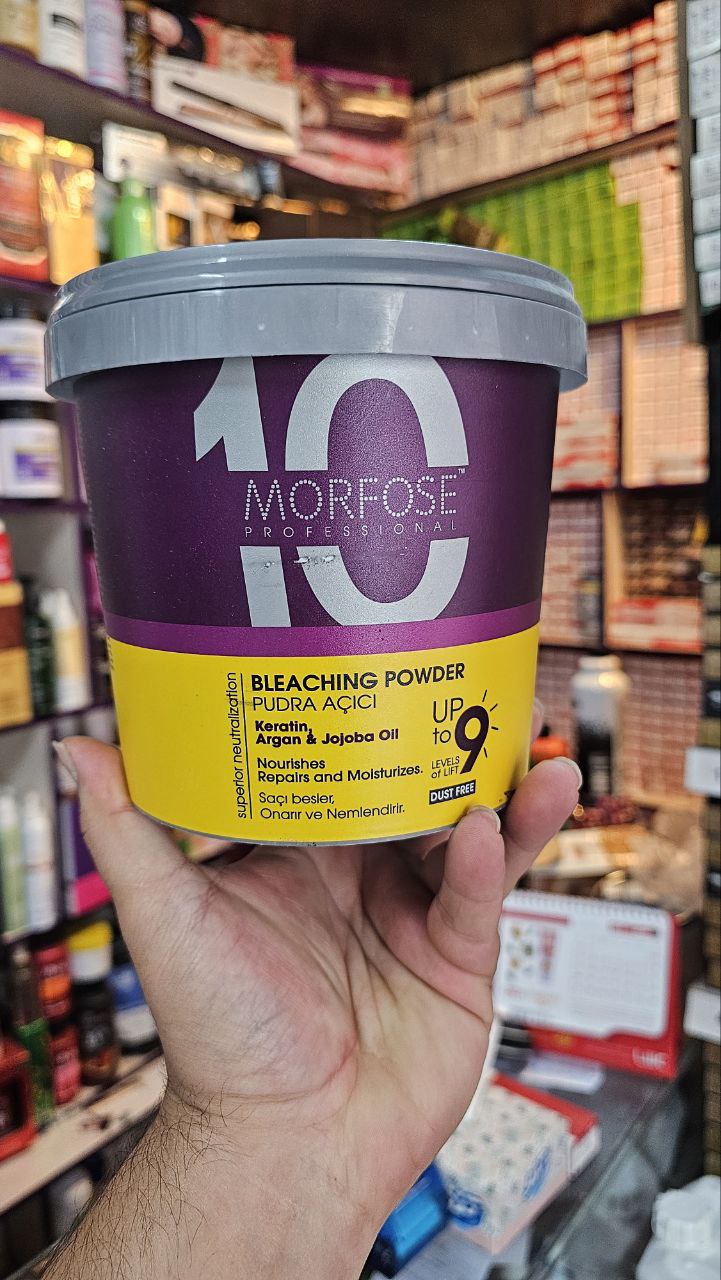 10
MORFOSE™
PROFESSIONAL
superior neutralization
BLEACHING POWDER
PUDRA AÇICI
Keratin,
Argan & Jojoba Oil
Nourishes
Repairs and Moisturizes.
Saçı besler,
Onarır ve Nemlendirir.
UP
to 9
LEVELS
of LIFT
DUST FREE